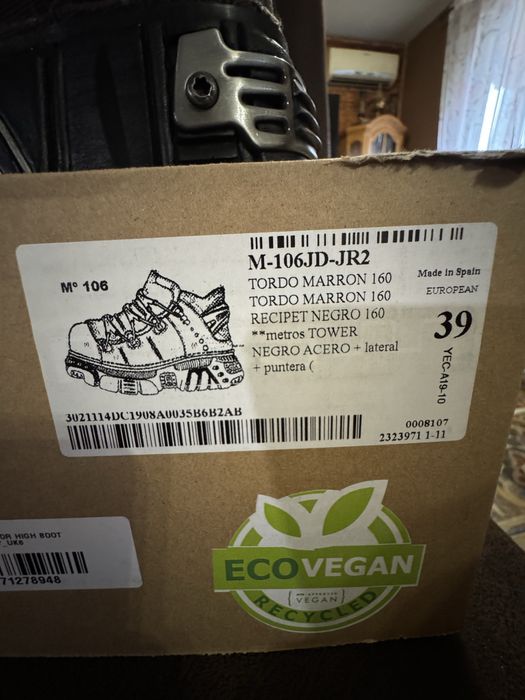 M-106JD-JR2
Mº 106
TORDO MARRON 160
TORDO MARRON 160
RECIPET NEGRO 160
**metros TOWER
NEGRO ACERO + lateral
+ puntera (
Made in Spain
EUROPEAN
39
YEC-A19-10
3021114DC1908A0035B6B2AB
0008107
2323971 1-11
OR HIGH BOOT
_UK6
71278948
ECOVEGAN
VEGAN
RECYCLED